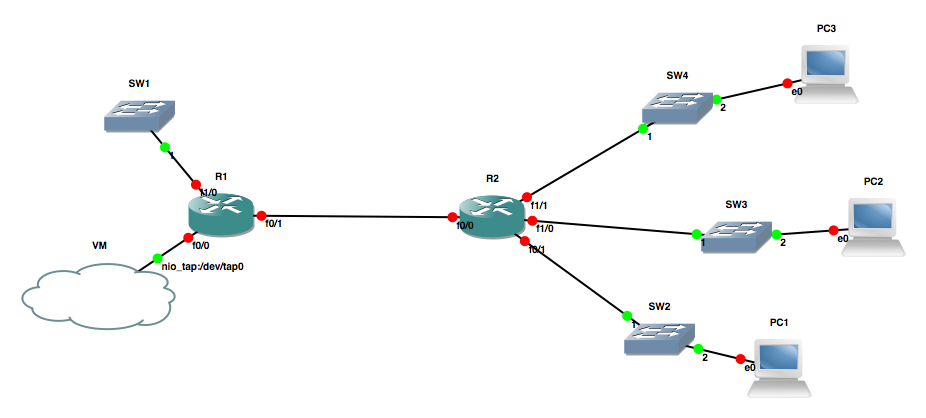 PC3
SW4
e0
2
SW1
1
1
PC2
R1
R2
f1/0
f1/1
SW3
f0/1
f0/0
f1/0
1
2
e0
VM
f0/0
f0/1
nio_tap:/dev/tap0
SW2
1
PC1
2
e0